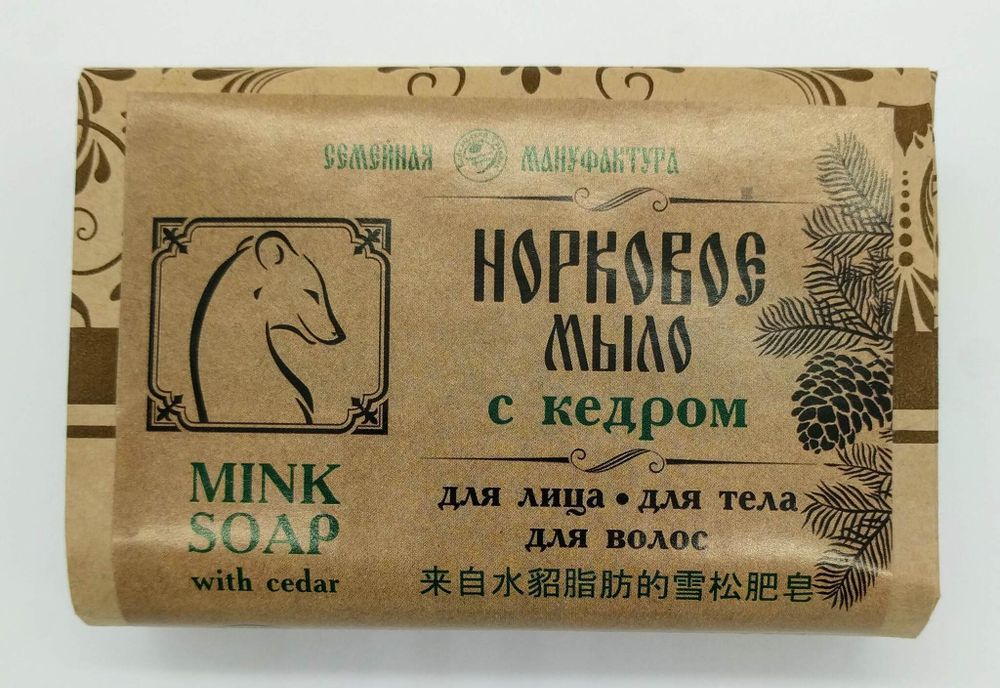 СЕМЕЙНАЯ МАНУФАКТУРА
НОРКОВОЕ
МЫЛО
с кедром
MINK
SOAP
with cedar
для лица • для тела
для волос
来自水貂脂肪的雪松肥皂